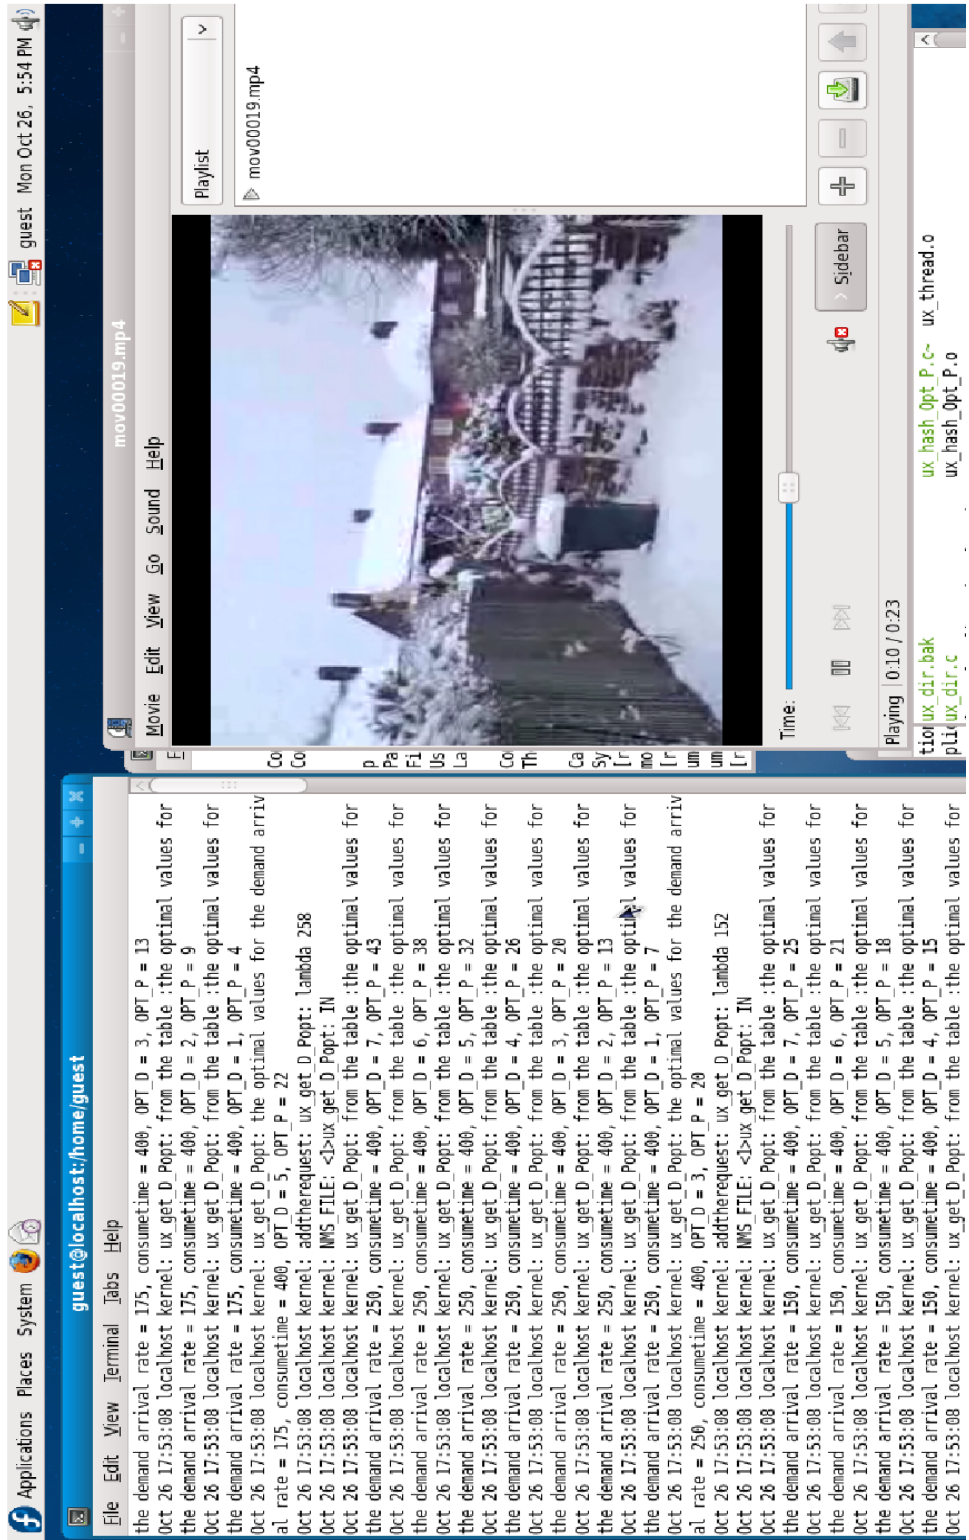 Applications Places System
guest Mon Oct 26, 5:54 PM
guest@localhost:/home/guest
File Edit View Terminal Tabs Help
the demand arrival rate = 175, consumetime = 400, OPT_D = 3, OPT_P = 13
Oct 26 17:53:08 localhost kernel: ux_get_D_Popt: from the table :the optimal values for
the demand arrival rate = 175, consumetime = 400, OPT_D = 2, OPT_P = 9
Oct 26 17:53:08 localhost kernel: ux_get_D_Popt: from the table :the optimal values for
the demand arrival rate = 175, consumetime = 400, OPT_D = 1, OPT_P = 4
Oct 26 17:53:08 localhost kernel: ux_get_D_Popt: the optimal values for the demand arriv
al rate = 175, consumetime = 400, OPT_D = 5, OPT_P = 22
Oct 26 17:53:08 localhost kernel: addtherequest: ux_get_D_Popt: lambda 258
Oct 26 17:53:08 localhost kernel: NMS_FILE: <1>ux_get_D_Popt: IN
Oct 26 17:53:08 localhost kernel: ux_get_D_Popt: from the table :the optimal values for
the demand arrival rate = 250, consumetime = 400, OPT_D = 7, OPT_P = 43
Oct 26 17:53:08 localhost kernel: ux_get_D_Popt: from the table :the optimal values for
the demand arrival rate = 250, consumetime = 400, OPT_D = 6, OPT_P = 38
Oct 26 17:53:08 localhost kernel: ux_get_D_Popt: from the table :the optimal values for
the demand arrival rate = 250, consumetime = 400, OPT_D = 5, OPT_P = 32
Oct 26 17:53:08 localhost kernel: ux_get_D_Popt: from the table :the optimal values for
the demand arrival rate = 250, consumetime = 400, OPT_D = 4, OPT_P = 26
Oct 26 17:53:08 localhost kernel: ux_get_D_Popt: from the table :the optimal values for
the demand arrival rate = 250, consumetime = 400, OPT_D = 3, OPT_P = 20
Oct 26 17:53:08 localhost kernel: ux_get_D_Popt: from the table :the optimal values for
the demand arrival rate = 250, consumetime = 400, OPT_D = 2, OPT_P = 13
Oct 26 17:53:08 localhost kernel: ux_get_D_Popt: from the table :the optimal values for
the demand arrival rate = 250, consumetime = 400, OPT_D = 1, OPT_P = 7
Oct 26 17:53:08 localhost kernel: ux_get_D_Popt: the optimal values for the demand arriv
al rate = 250, consumetime = 400, OPT_D = 3, OPT_P = 20
Oct 26 17:53:08 localhost kernel: addtherequest: ux_get_D_Popt: lambda 152
Oct 26 17:53:08 localhost kernel: NMS_FILE: <1>ux_get_D_Popt: IN
Oct 26 17:53:08 localhost kernel: ux_get_D_Popt: from the table :the optimal values for
the demand arrival rate = 150, consumetime = 400, OPT_D = 7, OPT_P = 25
Oct 26 17:53:08 localhost kernel: ux_get_D_Popt: from the table :the optimal values for
the demand arrival rate = 150, consumetime = 400, OPT_D = 6, OPT_P = 21
Oct 26 17:53:08 localhost kernel: ux_get_D_Popt: from the table :the optimal values for
the demand arrival rate = 150, consumetime = 400, OPT_D = 5, OPT_P = 18
Oct 26 17:53:08 localhost kernel: ux_get_D_Popt: from the table :the optimal values for
the demand arrival rate = 150, consumetime = 400, OPT_D = 4, OPT_P = 15
Oct 26 17:53:08 localhost kernel: ux_get_D_Popt: from the table :the optimal values for
Co
Co
P
Pa
Fi
Us
La
Co
Th
Ca
Sy
[r
mo
[r
um
um
[r
mov00019.mp4
Movie Edit View Go Sound Help
Playlist
mov00019.mp4
Time:
Sidebar
Playing 0:10 / 0:23
tion ux_dir.bak ux_hash_Opt_P.c~ ux_thread.o
plic ux_dir.c ux_hash_Opt_P.o